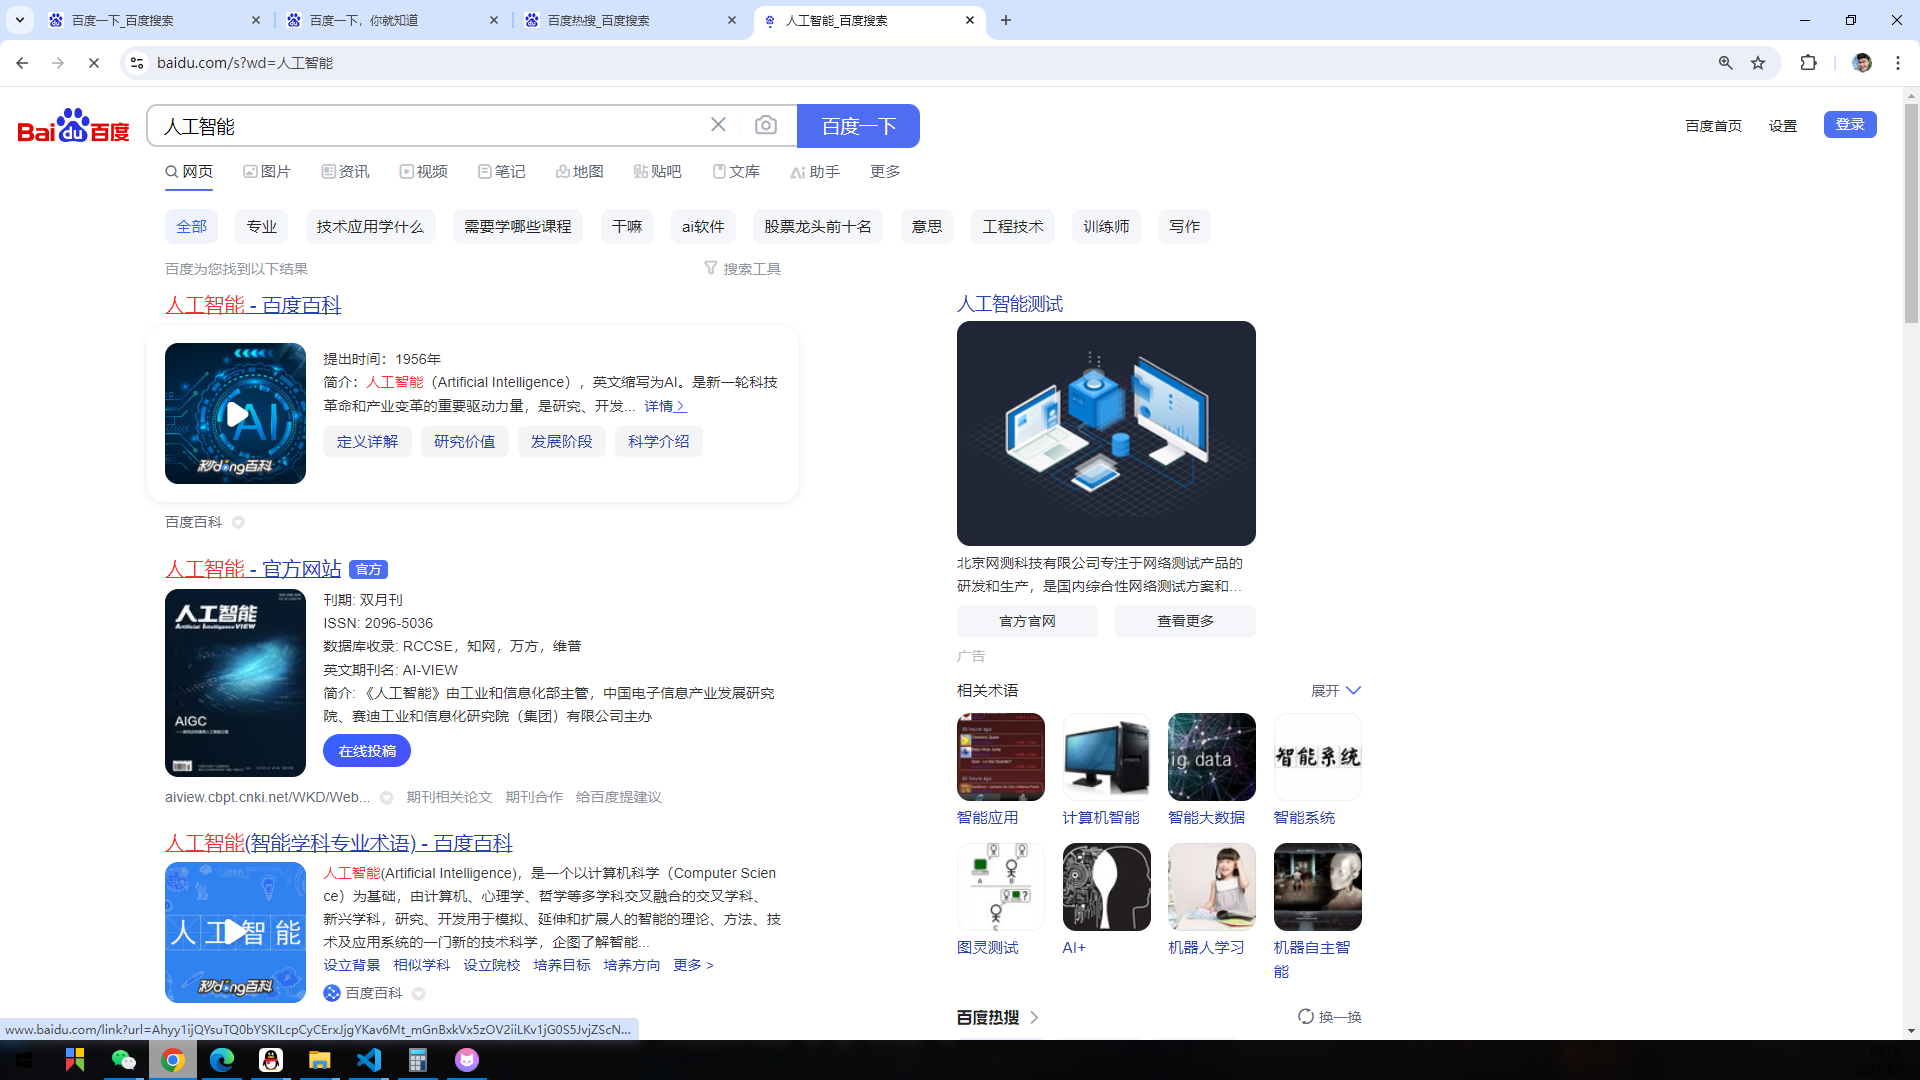 百度一下_百度搜索
百度一下，你就知道
百度热搜_百度搜索
人工智能_百度搜索
baidu.com/s?wd=人工智能
Bai du 百度
人工智能
百度一下
百度首页
设置
登录
网页
图片
资讯
视频
笔记
地图
贴吧
文库
助手
更多
全部
专业
技术应用学什么
需要学哪些课程
干嘛
ai软件
股票龙头前十名
意思
工程技术
训练师
写作
百度为您找到以下结果
搜索工具
人工智能 - 百度百科
AI
秒dong百科
提出时间：1956年
简介：人工智能（Artificial Intelligence），英文缩写为AI。是新一轮科技
革命和产业变革的重要驱动力量，是研究、开发... 详情 >
定义详解
研究价值
发展阶段
科学介绍
百度百科
人工智能 - 官方网站
官方
人工智能
Artificial Intelligence VIEW
AIGC
刊期: 双月刊
ISSN: 2096-5036
数据库收录: RCCSE，知网，万方，维普
英文期刊名: AI-VIEW
简介: 《人工智能》由工业和信息化部主管，中国电子信息产业发展研究
院、赛迪工业和信息化研究院（集团）有限公司主办
在线投稿
aiview.cbpt.cnki.net/WKD/Web...
期刊相关论文
期刊合作
给百度提建议
人工智能(智能学科专业术语) - 百度百科
人工智能
秒dong百科
人工智能(Artificial Intelligence)，是一个以计算机科学（Computer Scien
ce）为基础，由计算机、心理学、哲学等多学科交叉融合的交叉学科、
新兴学科，研究、开发用于模拟、延伸和扩展人的智能的理论、方法、技
术及应用系统的一门新的技术科学，企图了解智能...
设立背景 相似学科 设立院校 培养目标 培养方向 更多 >
百度百科
人工智能测试
北京网测科技有限公司专注于网络测试产品的
研发和生产，是国内综合性网络测试方案和...
官方官网
查看更多
广告
相关术语
展开
ig data
智能系统
智能应用
计算机智能
智能大数据
智能系统
图灵测试
AI+
机器人学习
机器自主智
能
百度热搜
换一换
www.baidu.com/link?url=Ahyy1ijQYsuTQ0bYSKILcpCyCErxJjgYKav6Mt_mGnBxkVx5zOV2iiLKv1jG0S5JvjZScN...